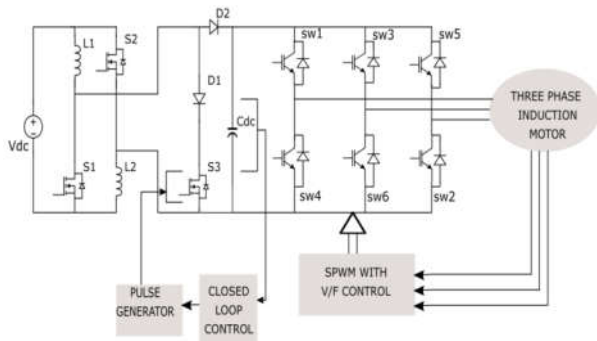 D2
L1
S2
sw1
sw3
sw5
D1
THREE PHASE
INDUCTION
MOTOR
Vdc
Cdc
S1
L2
S3
sw4
sw6
sw2
PULSE
GENERATOR
CLOSED
LOOP
CONTROL
SPWM WITH
V/F CONTROL